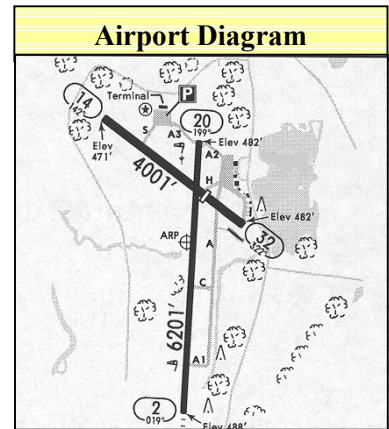 Airport Diagram
Terminal
P
14
142°
20
199°
S
A3
Elev 482'
Elev
471'
A2
4001'
H
Elev 482'
32
322°
ARP
A
C
6201'
A1
2
019°
Elev 488'